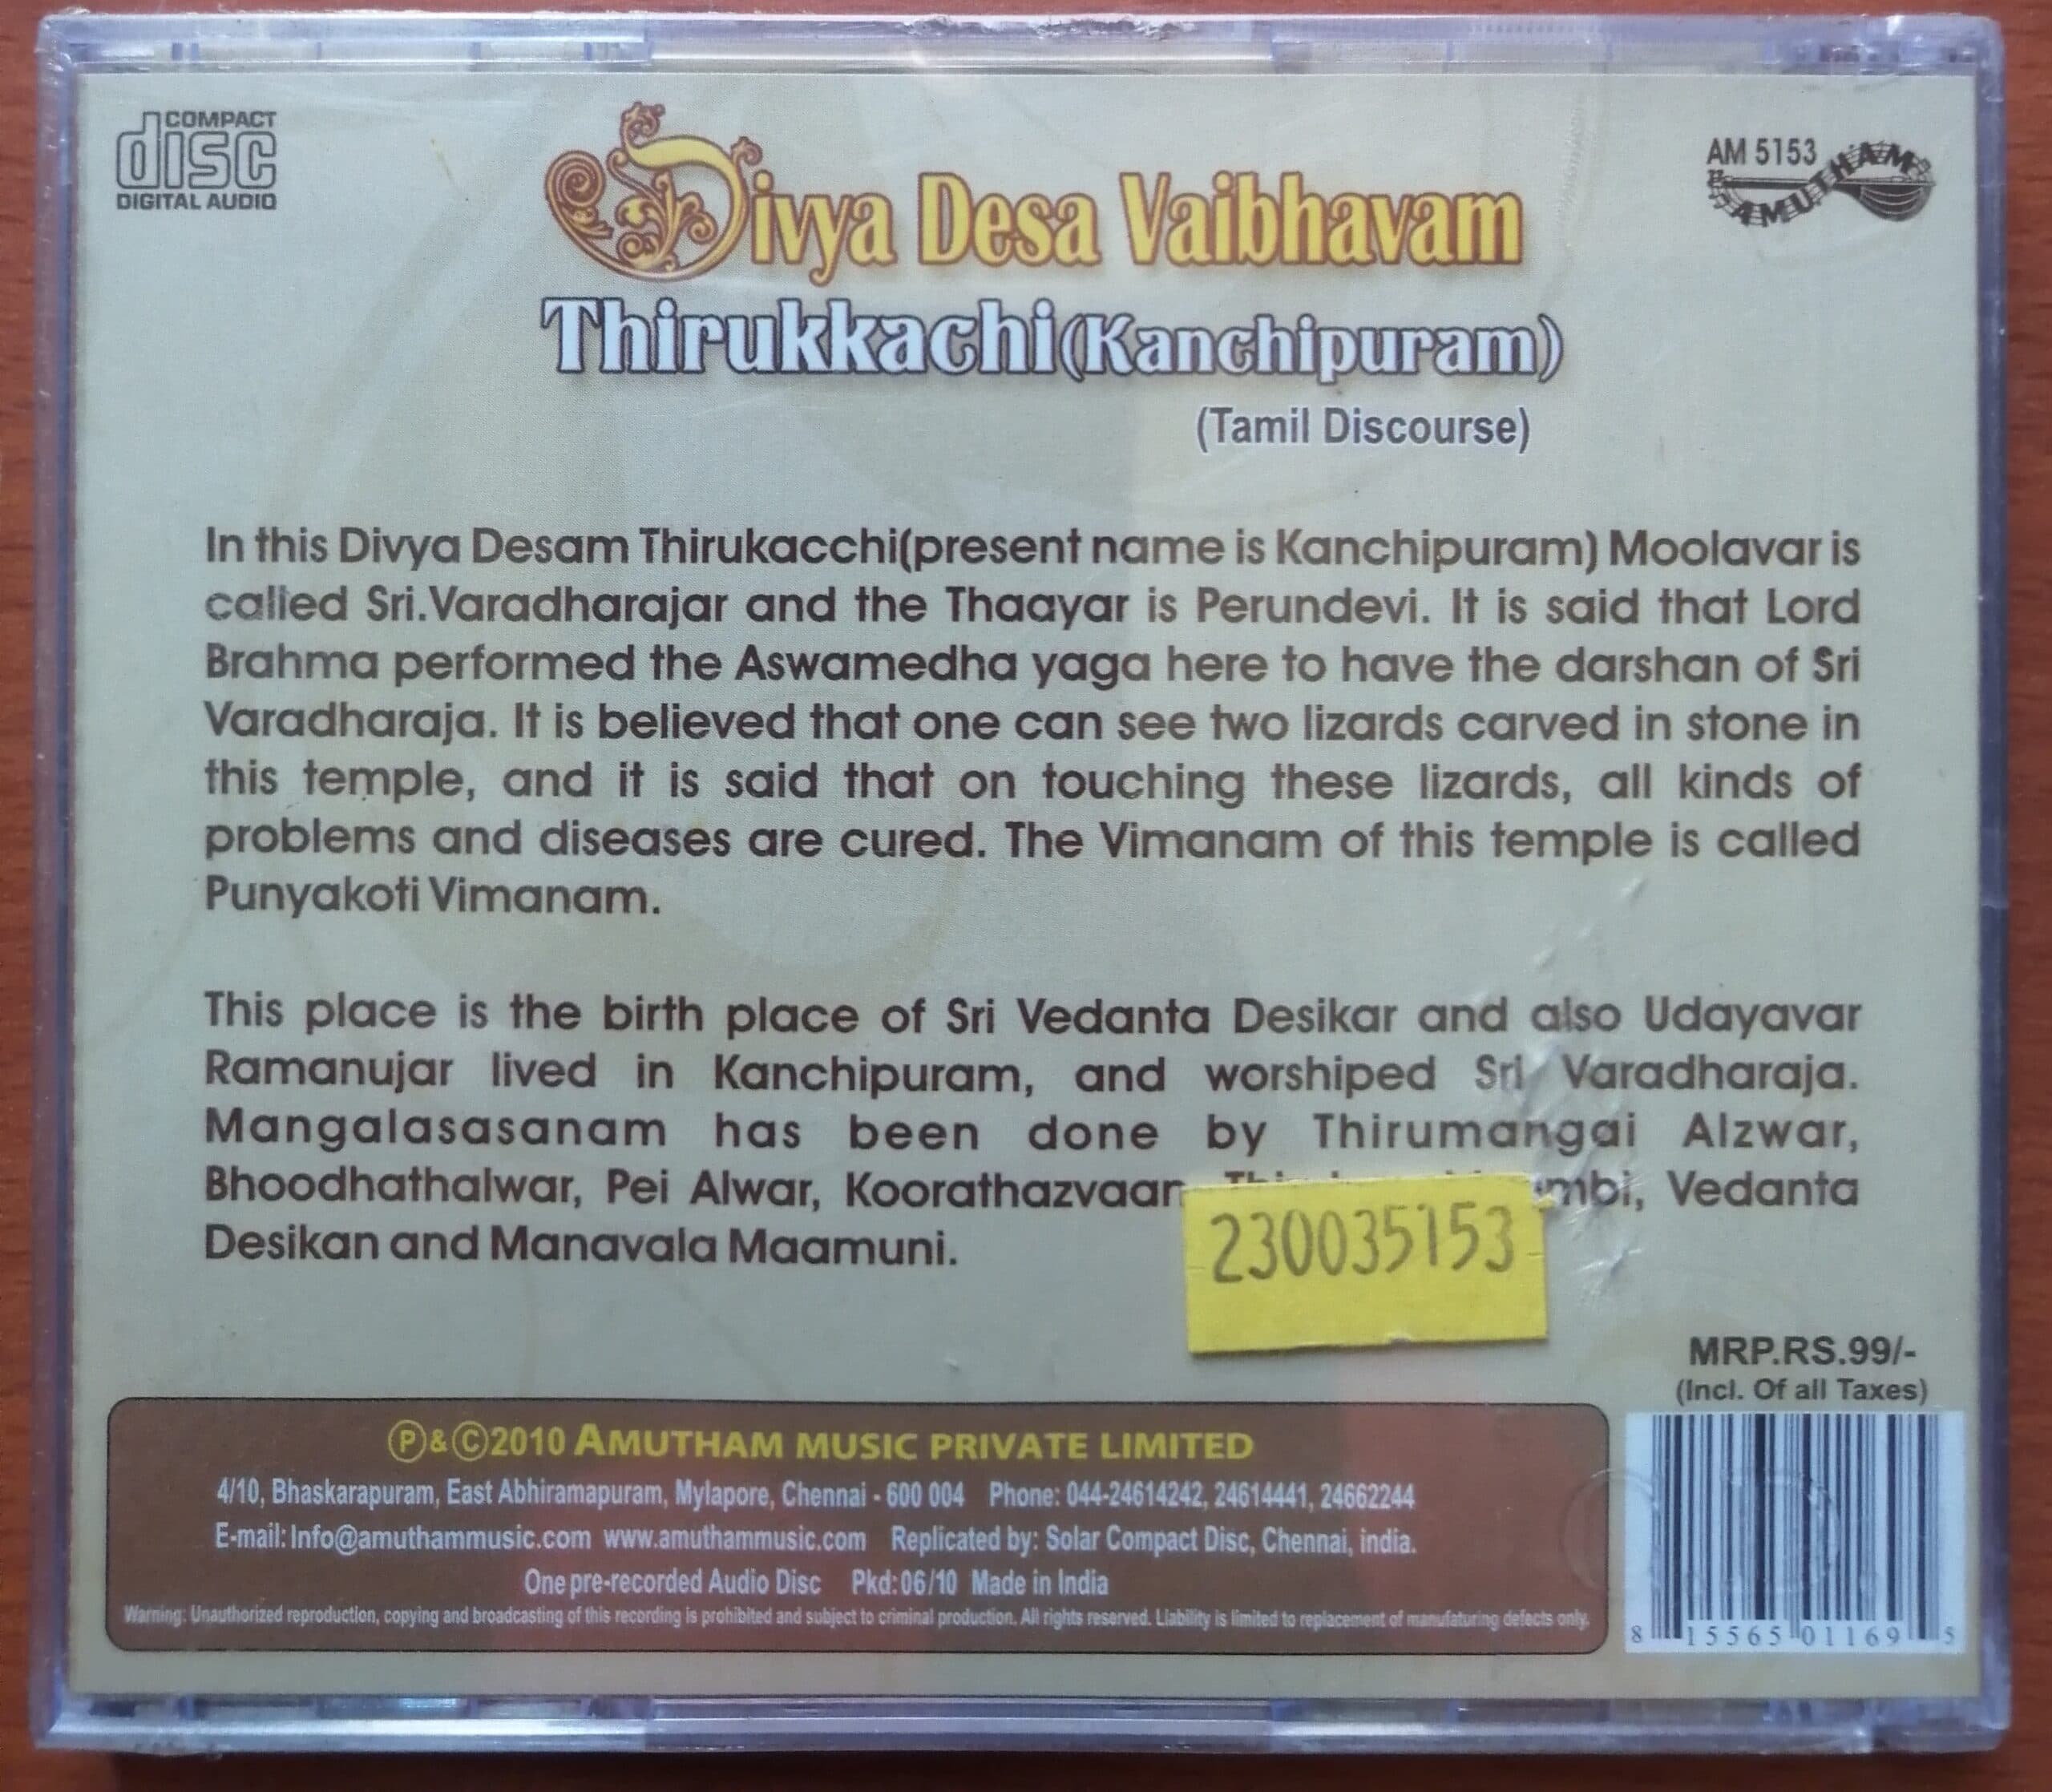 COMPACT
disc
DIGITAL AUDIO
AM 5153
AMUTHAM
Divya Desa Vaibhavam
Thirukkachi(Kanchipuram)
(Tamil Discourse)
In this Divya Desam Thirukacchi(present name is Kanchipuram) Moolavar is
called Sri.Varadharajar and the Thaayar is Perundevi. It is said that Lord
Brahma performed the Aswamedha yaga here to have the darshan of Sri
Varadharaja. It is believed that one can see two lizards carved in stone in
this temple, and it is said that on touching these lizards, all kinds of
problems and diseases are cured. The Vimanam of this temple is called
Punyakoti Vimanam.
This place is the birth place of Sri Vedanta Desikar and also Udayavar
Ramanujar lived in Kanchipuram, and worshiped Sri Varadharaja.
Mangalasasanam has been done by Thirumangai Alzwar,
Bhoodhathalwar, Pei Alwar, Koorathazvaan Vedanta
Desikan and Manavala Maamuni.
230035153
MRP.RS.99/-
(Incl. Of all Taxes)
Ⓟ&Ⓒ2010 AMUTHAM MUSIC PRIVATE LIMITED
4/10, Bhaskarapuram, East Abhiramapuram, Mylapore, Chennai - 600 004 Phone: 044-24614242, 24614441, 24662244
E-mail: Info@amuthammusic.com www.amuthammusic.com Replicated by: Solar Compact Disc, Chennai, india.
One pre-recorded Audio Disc Pkd: 06/10 Made in India
Warning: Unauthorized reproduction, copying and broadcasting of this recording is prohibited and subject to criminal production. All rights reserved. Liability is limited to replacement of manufaturing defects only.
8 15565 01169 5